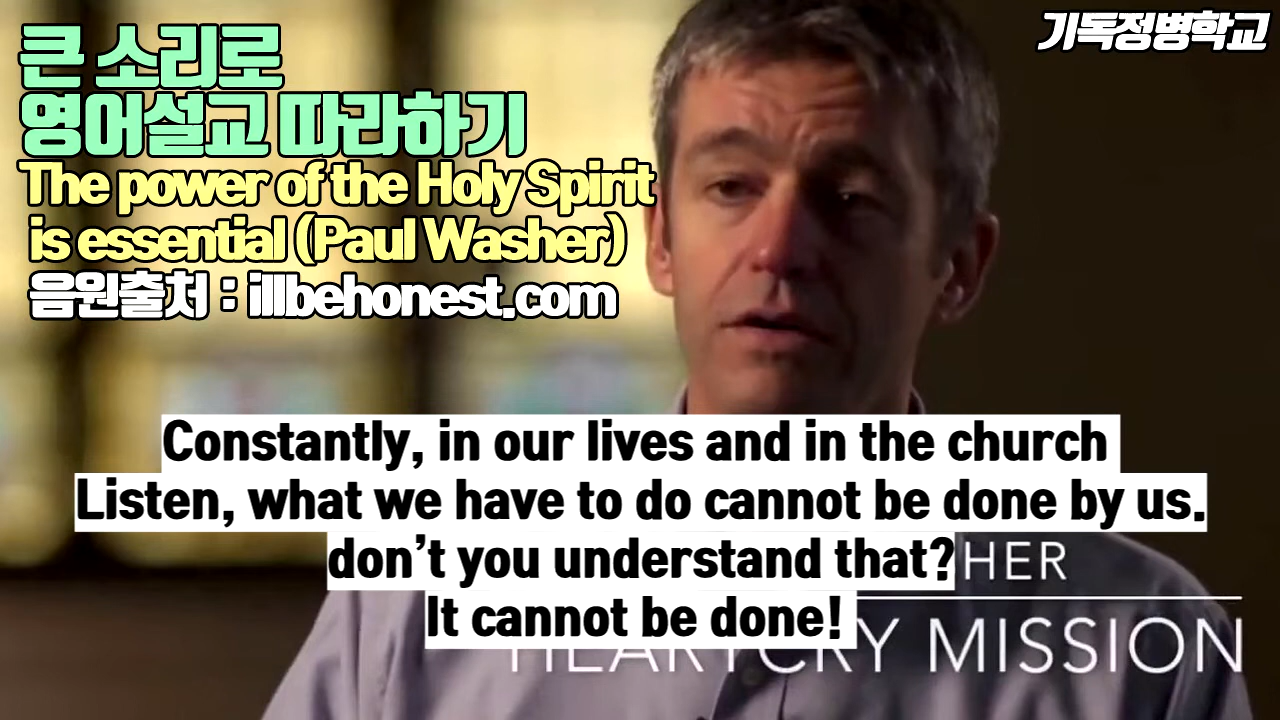 큰 소리로
영어설교 따라하기
The power of the Holy Spirit
is essential (Paul Washer)
음원출처 : illbehonest.com
기독정병학교
Constantly, in our lives and in the church
Listen, what we have to do cannot be done by us.
don't you understand that?
HER
It cannot be done!
HEARTCRY MISSION